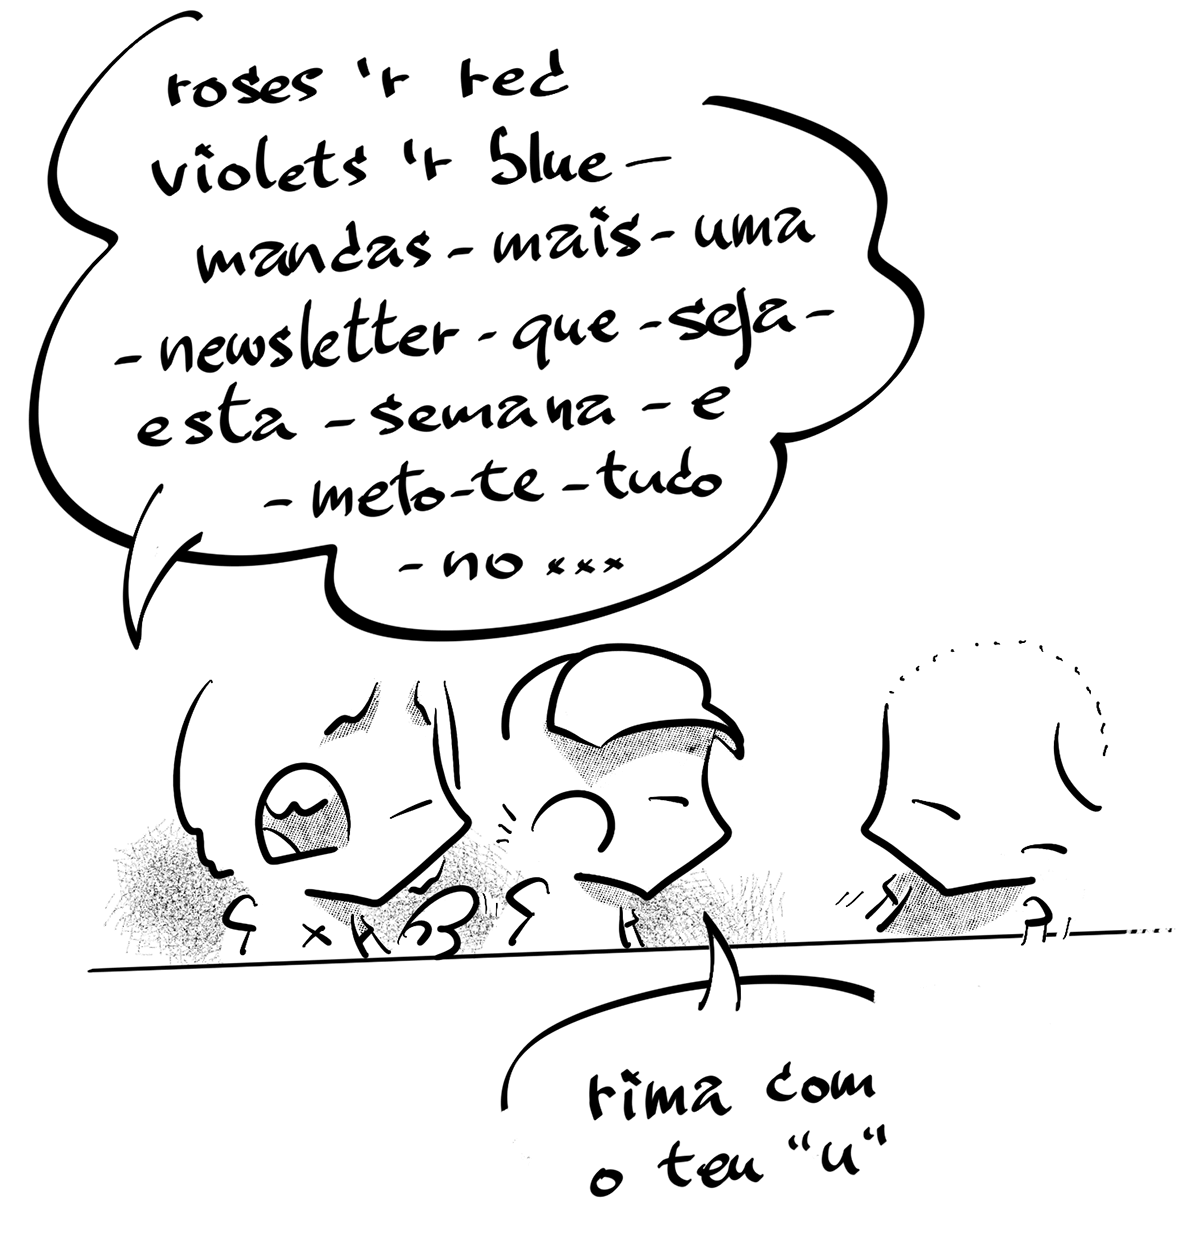 roses 'r red
violets 'r blue –
mandas - mais - uma
- newsletter - que - seja -
esta - semana - e
- meto-te - tudo
- no ×××
rima com
o teu "u"